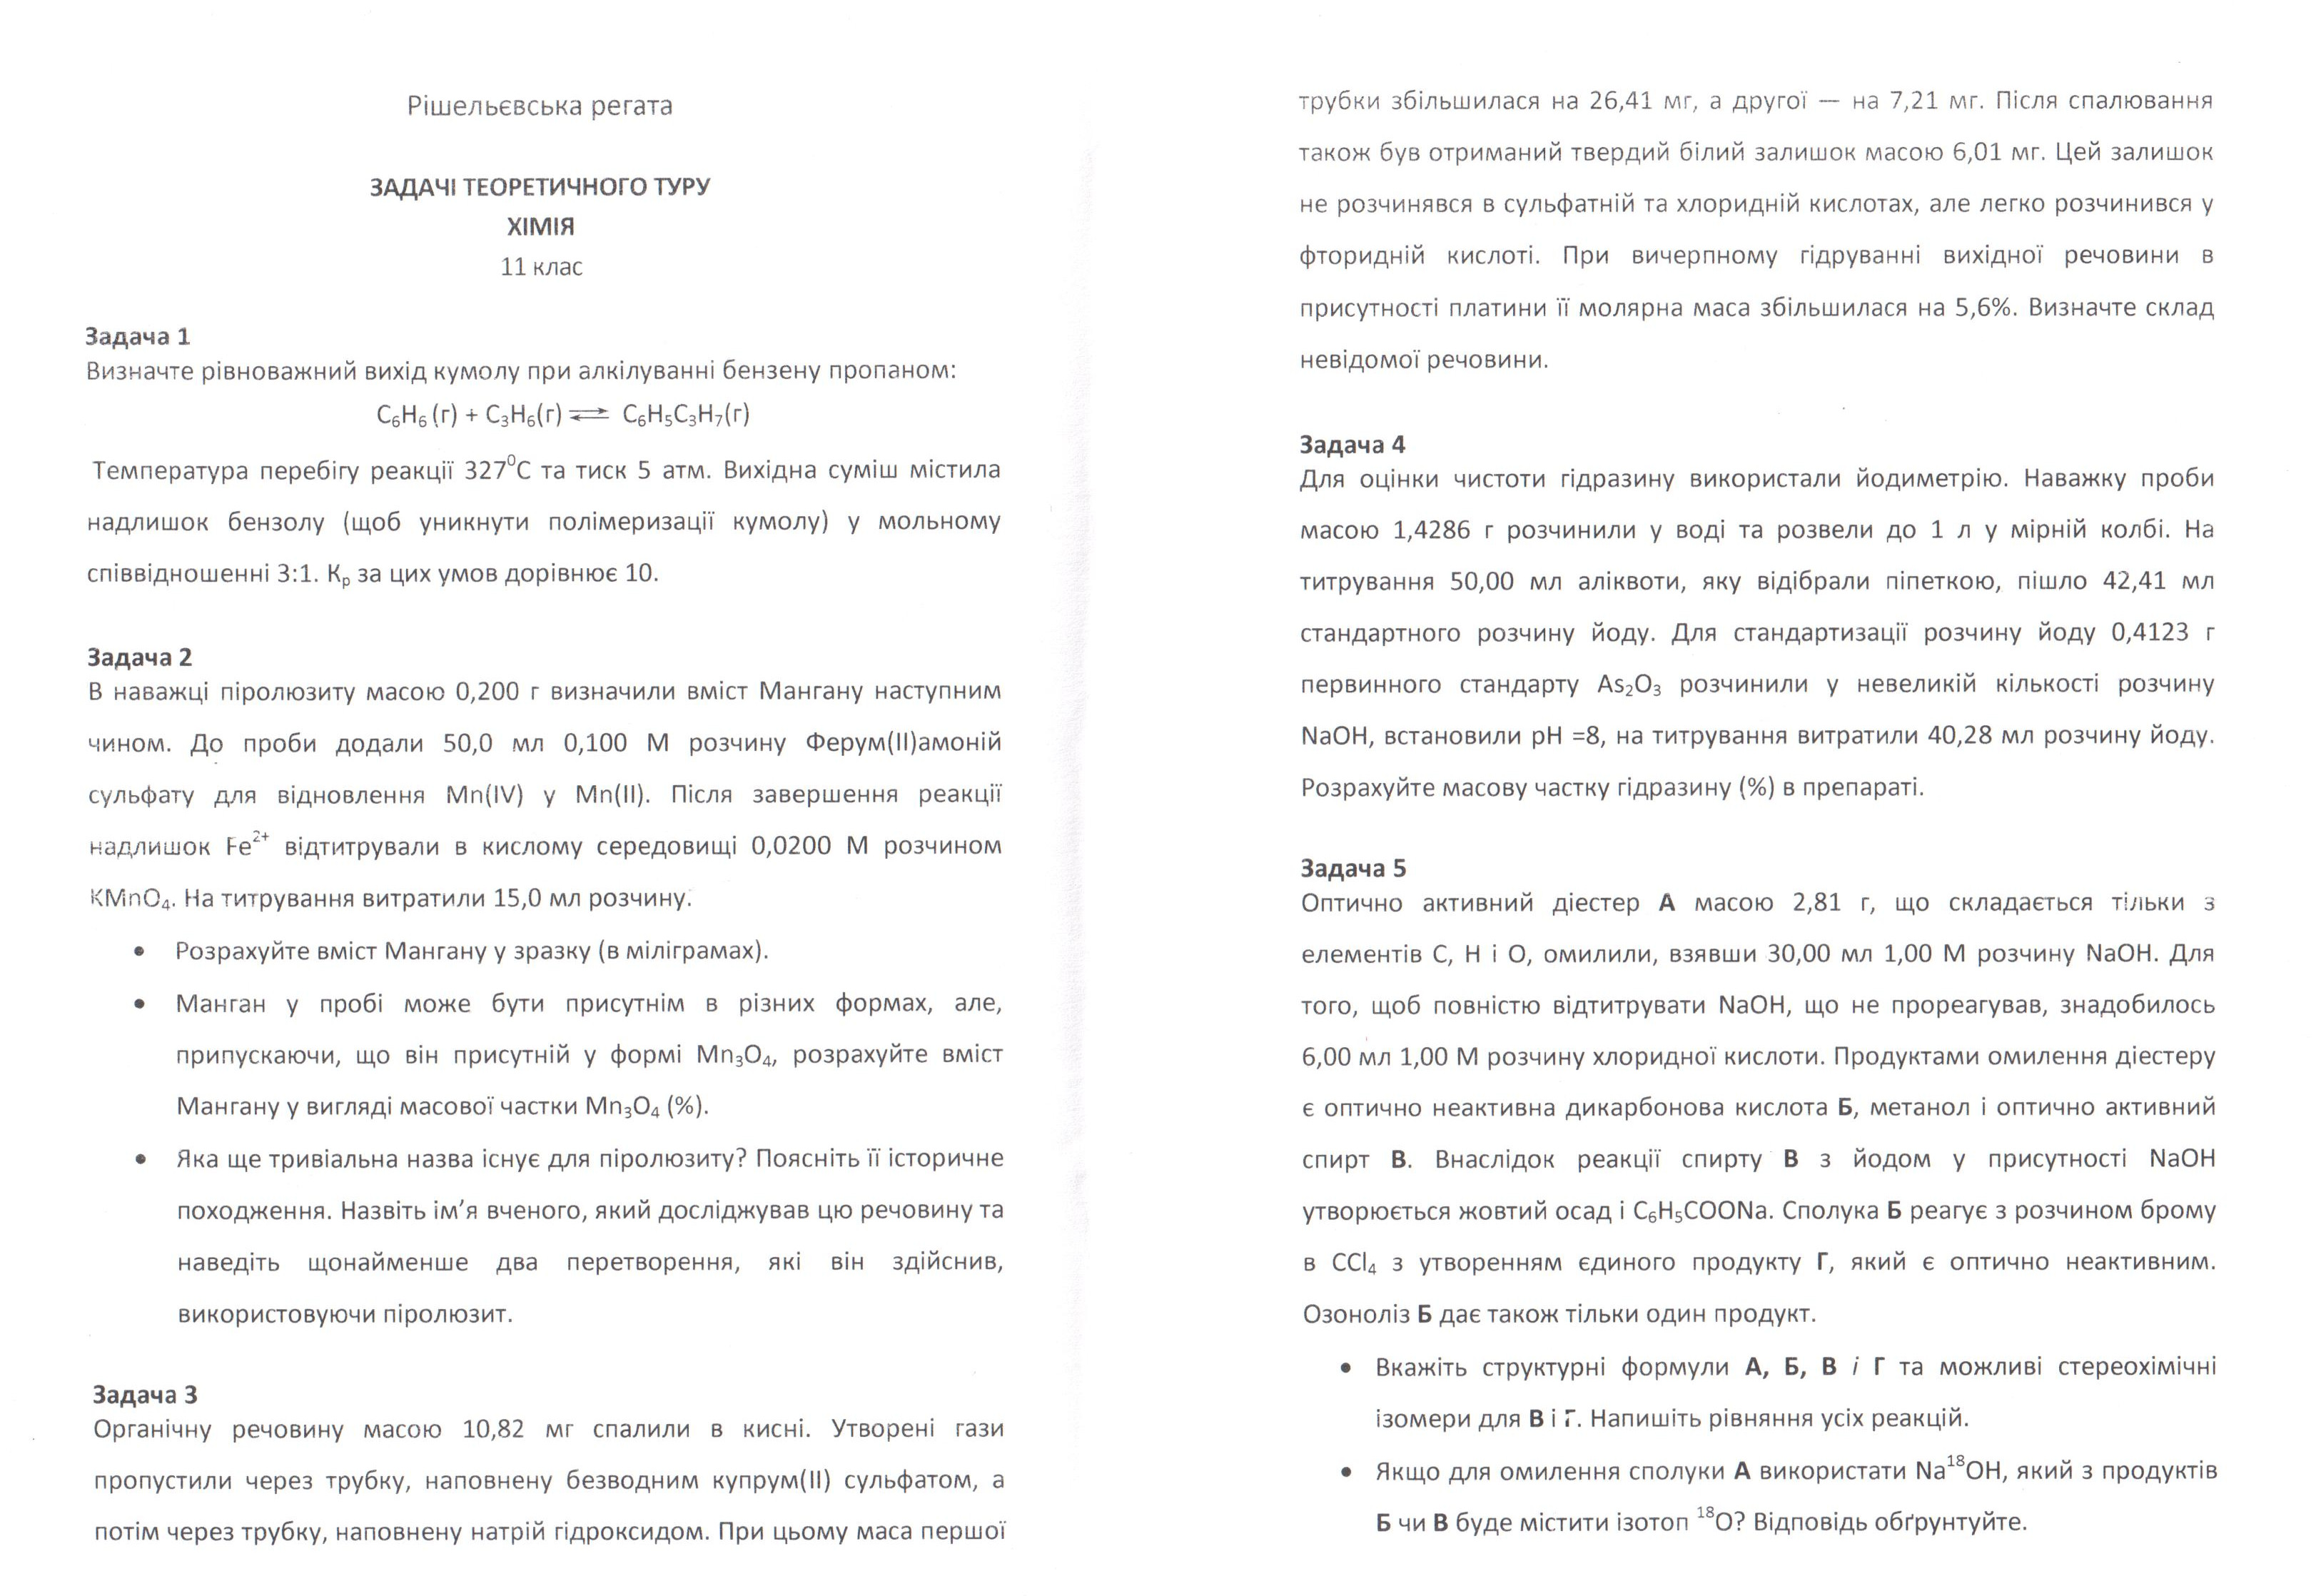 Рішельєвська регата
ЗАДАЧІ ТЕОРЕТИЧНОГО ТУРУ
ХІМІЯ
11 клас
Задача 1
Визначте рівноважний вихід кумолу при алкілуванні бензену пропаном:
C₆H₆ (г) + C₃H₆(г) ⇌ C₆H₅C₃H₇(г)
Температура перебігу реакції 327⁰С та тиск 5 атм. Вихідна суміш містила
надлишок бензолу (щоб уникнути полімеризації кумолу) у мольному
співвідношенні 3:1. Kₚ за цих умов дорівнює 10.
Задача 2
В наважці піролюзиту масою 0,200 г визначили вміст Мангану наступним
чином. До проби додали 50,0 мл 0,100 М розчину Ферум(II)амоній
сульфату для відновлення Mn(IV) у Mn(II). Після завершення реакції
надлишок Fe²⁺ відтитрували в кислому середовищі 0,0200 М розчином
KMnO₄. На титрування витратили 15,0 мл розчину.
• Розрахуйте вміст Мангану у зразку (в міліграмах).
• Манган у пробі може бути присутнім в різних формах, але,
припускаючи, що він присутній у формі Mn₃O₄, розрахуйте вміст
Мангану у вигляді масової частки Mn₃O₄ (%).
• Яка ще тривіальна назва існує для піролюзиту? Поясніть її історичне
походження. Назвіть ім’я вченого, який досліджував цю речовину та
наведіть щонайменше два перетворення, які він здійснив,
використовуючи піролюзит.
Задача 3
Органічну речовину масою 10,82 мг спалили в кисні. Утворені гази
пропустили через трубку, наповнену безводним купрум(II) сульфатом, а
потім через трубку, наповнену натрій гідроксидом. При цьому маса першої
трубки збільшилася на 26,41 мг, а другої — на 7,21 мг. Після спалювання
також був отриманий твердий білий залишок масою 6,01 мг. Цей залишок
не розчинявся в сульфатній та хлоридній кислотах, але легко розчинився у
фторидній кислоті. При вичерпному гідруванні вихідної речовини в
присутності платини її молярна маса збільшилася на 5,6%. Визначте склад
невідомої речовини.
Задача 4
Для оцінки чистоти гідразину використали йодиметрію. Наважку проби
масою 1,4286 г розчинили у воді та розвели до 1 л у мірній колбі. На
титрування 50,00 мл аліквоти, яку відібрали піпеткою, пішло 42,41 мл
стандартного розчину йоду. Для стандартизації розчину йоду 0,4123 г
первинного стандарту As₂O₃ розчинили у невеликій кількості розчину
NaOH, встановили pH =8, на титрування витратили 40,28 мл розчину йоду.
Розрахуйте масову частку гідразину (%) в препараті.
Задача 5
Оптично активний діестер А масою 2,81 г, що складається тільки з
елементів С, Н і О, омилили, взявши 30,00 мл 1,00 М розчину NaOH. Для
того, щоб повністю відтитрувати NaOH, що не прореагував, знадобилось
6,00 мл 1,00 М розчину хлоридної кислоти. Продуктами омилення діестеру
є оптично неактивна дикарбонова кислота Б, метанол і оптично активний
спирт В. Внаслідок реакції спирту В з йодом у присутності NaOH
утворюється жовтий осад і C₆H₅COONa. Сполука Б реагує з розчином брому
в CCl₄ з утворенням єдиного продукту Г, який є оптично неактивним.
Озоноліз Б дає також тільки один продукт.
• Вкажіть структурні формули А, Б, В і Г та можливі стереохімічні
ізомери для В і Г. Напишіть рівняння усіх реакцій.
• Якщо для омилення сполуки А використати Na¹⁸OH, який з продуктів
Б чи В буде містити ізотоп ¹⁸O? Відповідь обґрунтуйте.